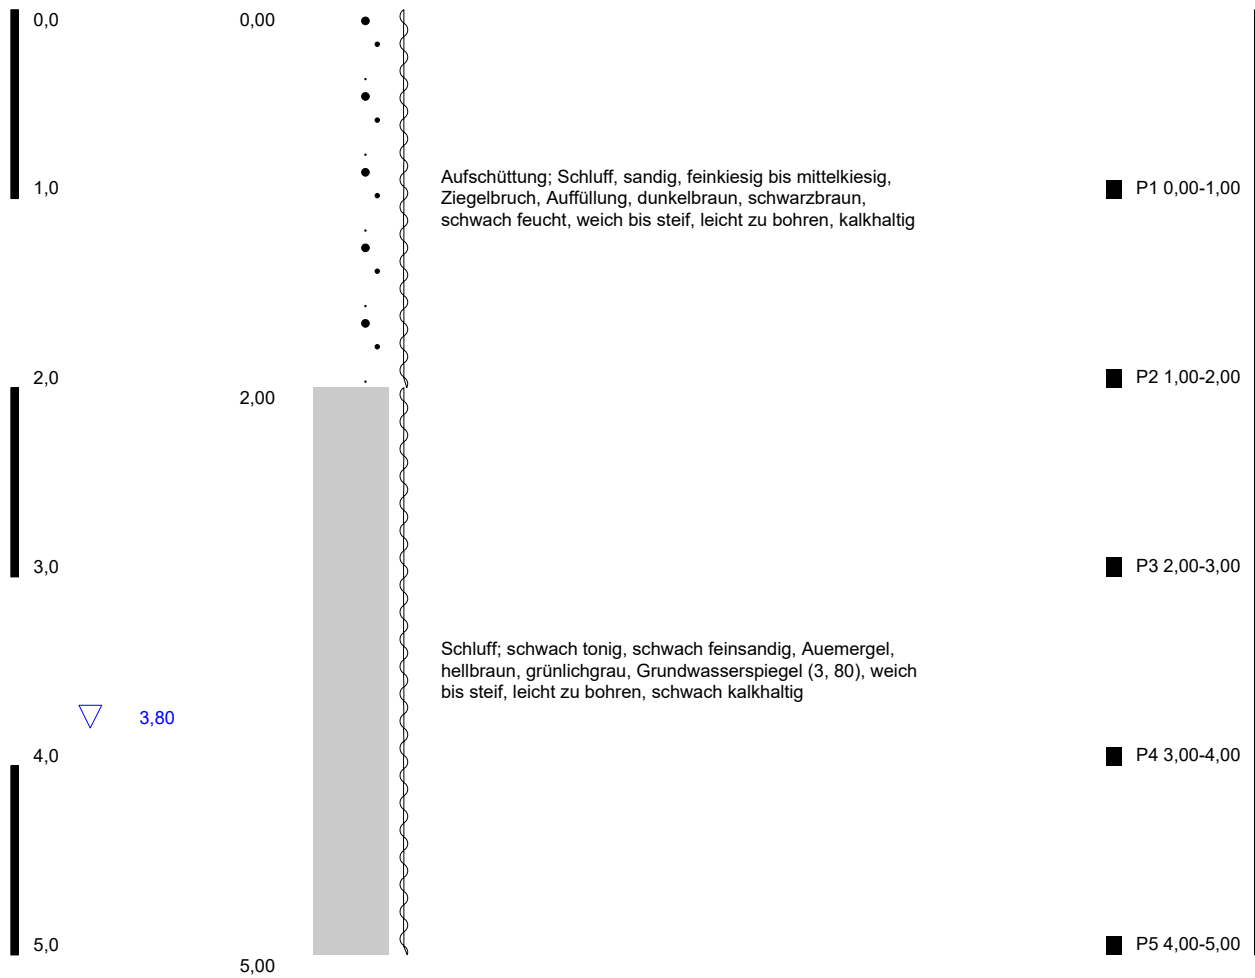 0,0
0,00
Aufschüttung; Schluff, sandig, feinkiesig bis mittelkiesig,
Ziegelbruch, Auffüllung, dunkelbraun, schwarzbraun,
schwach feucht, weich bis steif, leicht zu bohren, kalkhaltig
1,0
P1 0,00-1,00
2,0
P2 1,00-2,00
2,00
3,0
P3 2,00-3,00
Schluff; schwach tonig, schwach feinsandig, Auemergel,
hellbraun, grünlichgrau, Grundwasserspiegel (3, 80), weich
bis steif, leicht zu bohren, schwach kalkhaltig
3,80
4,0
P4 3,00-4,00
5,0
P5 4,00-5,00
5,00